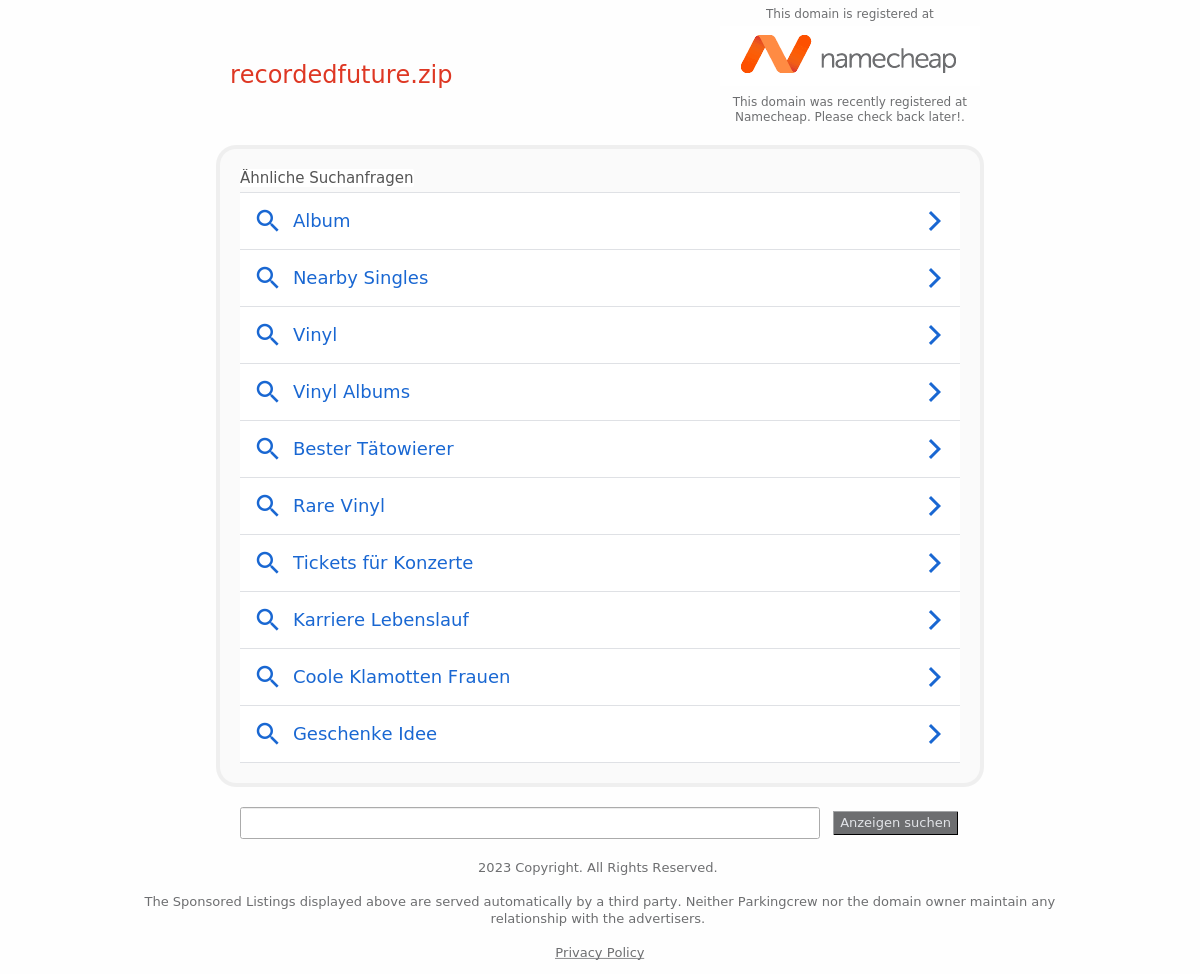 This domain is registered at
namecheap
recordedfuture.zip
This domain was recently registered at
Namecheap. Please check back later!.
Ähnliche Suchanfragen
Album
Nearby Singles
Vinyl
Vinyl Albums
Bester Tätowierer
Rare Vinyl
Tickets für Konzerte
Karriere Lebenslauf
Coole Klamotten Frauen
Geschenke Idee
Anzeigen suchen
2023 Copyright. All Rights Reserved.
The Sponsored Listings displayed above are served automatically by a third party. Neither Parkingcrew nor the domain owner maintain any
relationship with the advertisers.
Privacy Policy